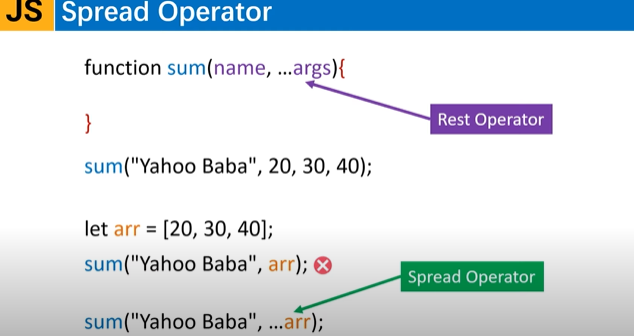 JS Spread Operator
function sum(name, ...args){
Rest Operator
}
sum("Yahoo Baba", 20, 30, 40);
let arr = [20, 30, 40];
sum("Yahoo Baba", arr);
Spread Operator
sum("Yahoo Baba", ...arr);